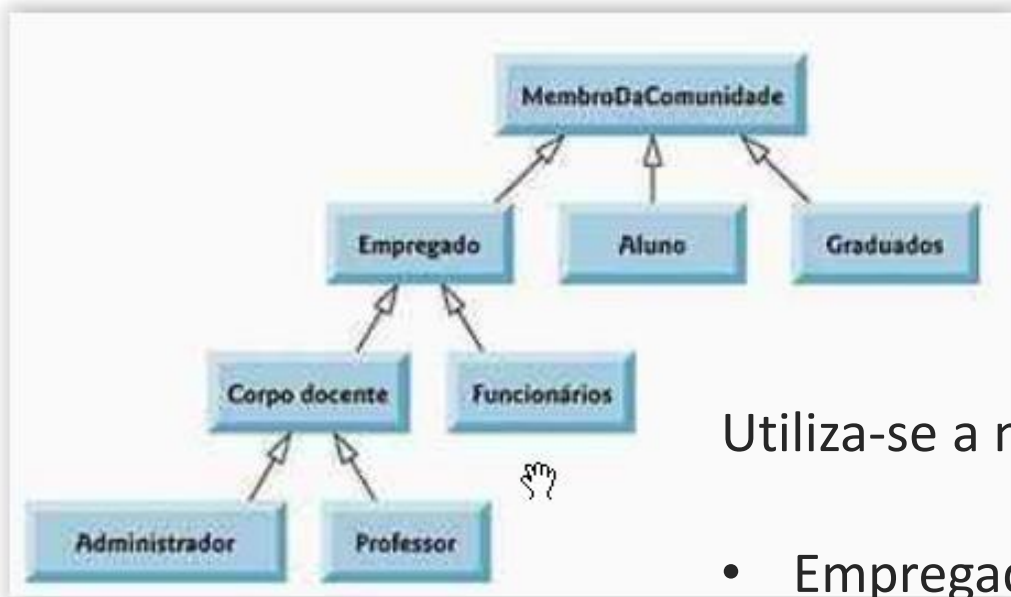 MembroDaComunidade
Empregado Aluno Graduados
Corpo docente Funcionários
Utiliza-se a
Administrador Professor
• Empregad